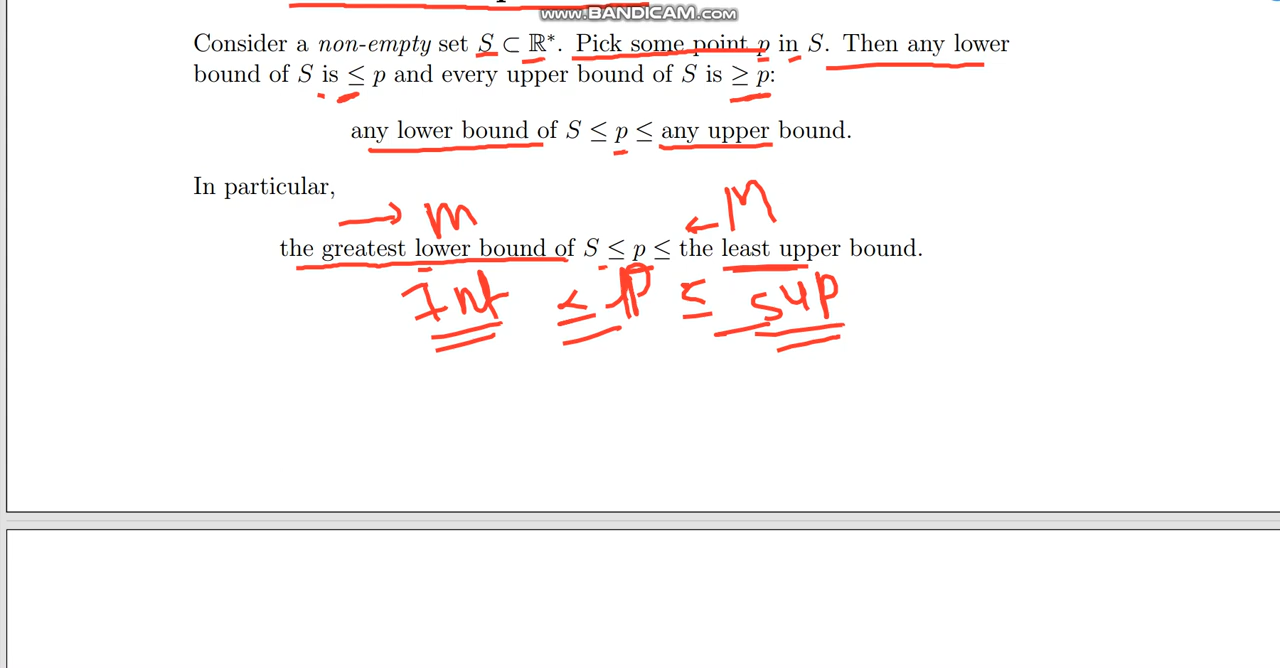 www.BANDICAM.com
Consider a non-empty set S ⊂ ℝ*. Pick some point p in S. Then any lower
bound of S is ≤ p and every upper bound of S is ≥ p:
any lower bound of S ≤ p ≤ any upper bound.
In particular,
→ m ← M
the greatest lower bound of S ≤ p ≤ the least upper bound.
Inf ≤ p ≤ sup